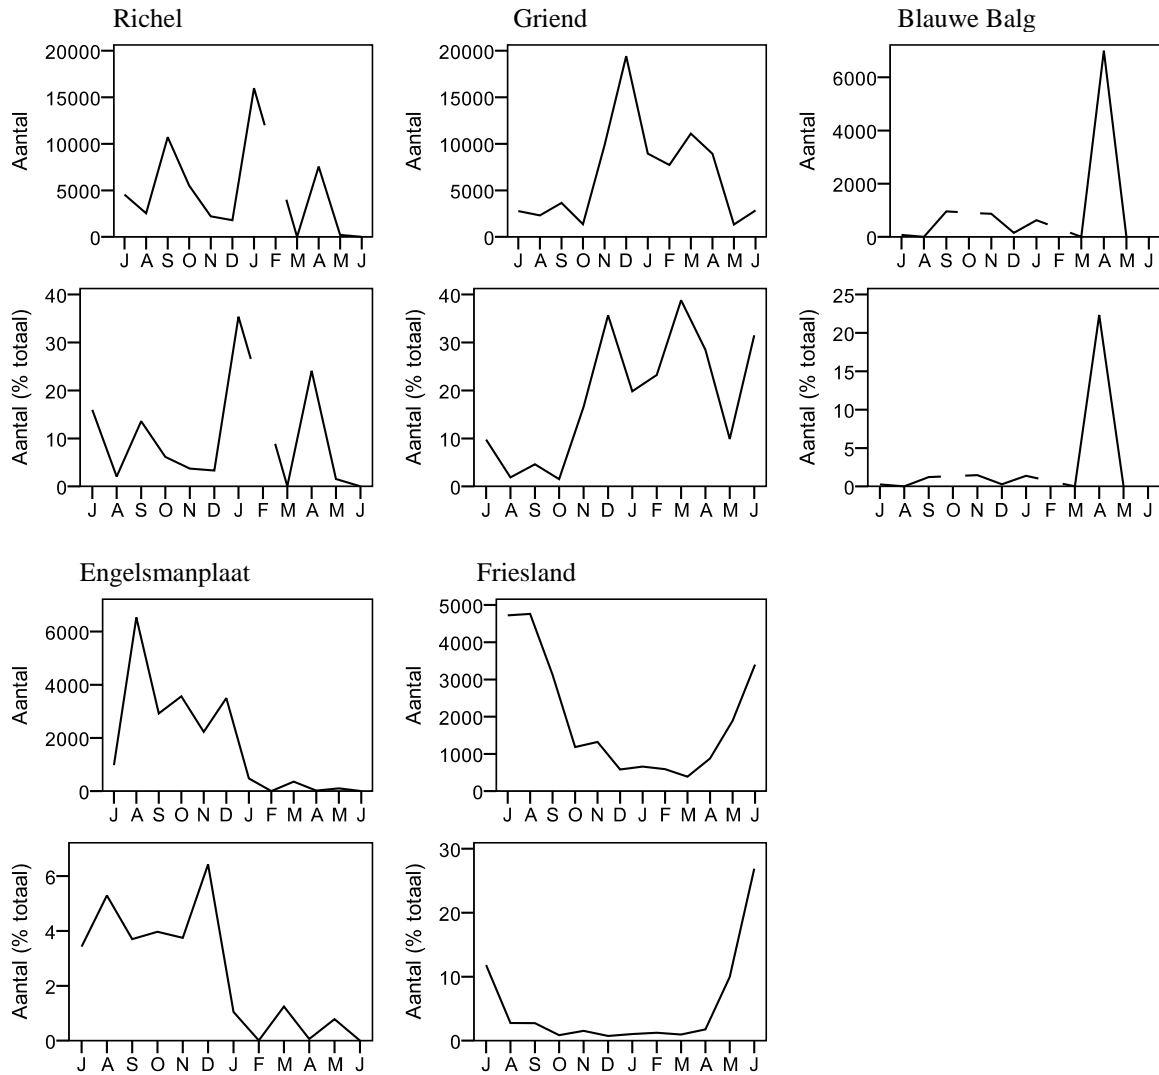 Richel
20000
15000
10000
5000
0
Aantal
J A S O N D J F M A M J
Griend
20000
15000
10000
5000
0
Aantal
J A S O N D J F M A M J
Blauwe Balg
6000
4000
2000
0
Aantal
J A S O N D J F M A M J
40
30
20
10
0
Aantal (% totaal)
J A S O N D J F M A M J
40
30
20
10
0
Aantal (% totaal)
J A S O N D J F M A M J
25
20
15
10
5
0
Aantal (% totaal)
J A S O N D J F M A M J
Engelsmanplaat
6000
4000
2000
0
Aantal
J A S O N D J F M A M J
Friesland
5000
4000
3000
2000
1000
0
Aantal
J A S O N D J F M A M J
6
4
2
0
Aantal (% totaal)
J A S O N D J F M A M J
30
20
10
0
Aantal (% totaal)
J A S O N D J F M A M J